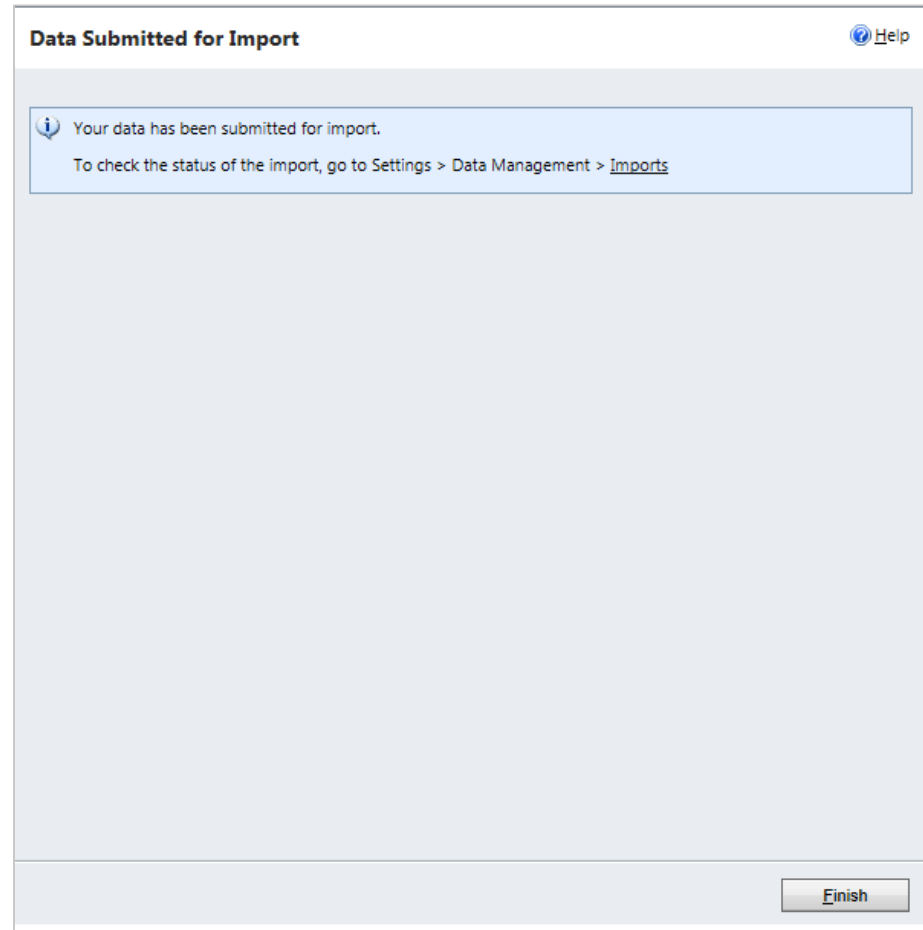 Data Submitted for Import
Help
Your data has been submitted for import.
To check the status of the import, go to Settings > Data Management > Imports
Finish